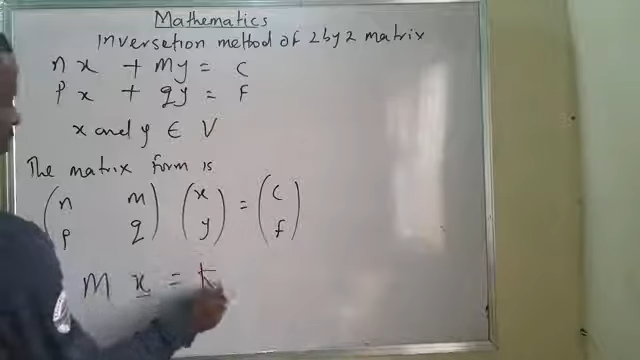 Mathematics
Inversetion method of 2 by 2 matrix
nx + my = c
px + qy = f
x and y ∈ V
The matrix form is
(n m) (x) = (c)
(p q) (y) (f)
M x =